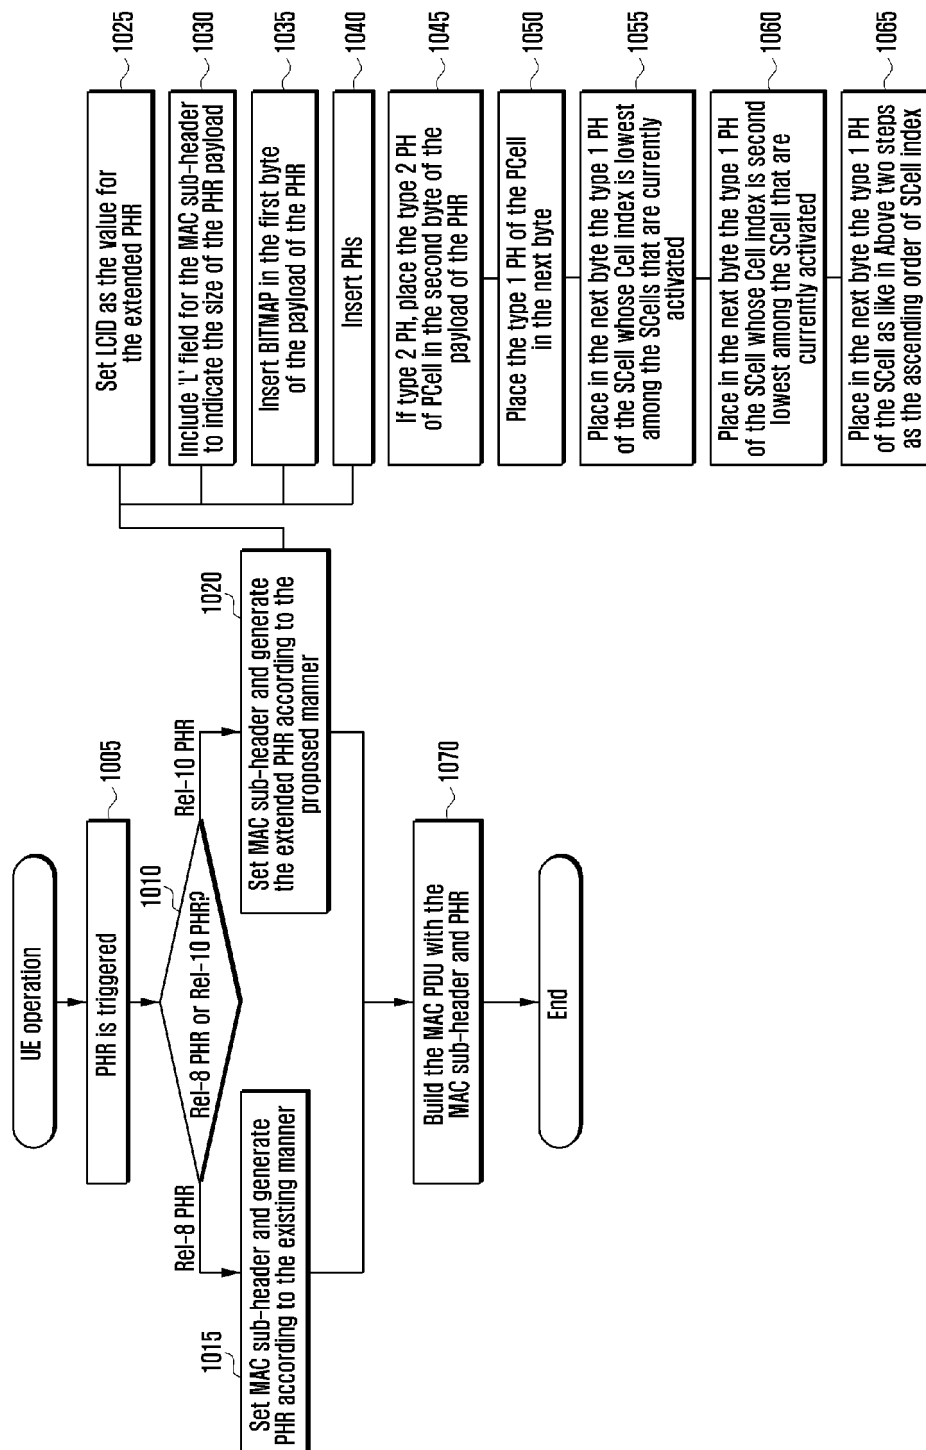 UE operation
PHR is triggered
1005
1010
Rel-8 PHR or Rel-10 PHR?
Rel-8 PHR
Rel-10 PHR
1015
Set MAC sub-header and generate
PHR according to the existing manner
1020
Set MAC sub-header and generate
the extended PHR according to the
proposed manner
Set LCID as the value for
the extended PHR
1025
Include 'L' field for the MAC sub-header
to indicate the size of the PHR payload
1030
Insert BITMAP in the first byte
of the payload of the PHR
1035
Insert PHs
1040
If type 2 PH, place the type 2 PH
of PCell in the second byte of the
payload of the PHR
1045
Place the type 1 PH of the PCell
in the next byte
1050
Place in the next byte the type 1 PH
of the SCell whose Cell index is lowest
among the SCells that are currently
activated
1055
Place in the next byte the type 1 PH
of the SCell whose Cell index is second
lowest among the SCell that are
currently activated
1060
Place in the next byte the type 1 PH
of the SCell as like in Above two steps
as the ascending order of SCell index
1065
Build the MAC PDU with the
MAC sub-header and PHR
1070
End